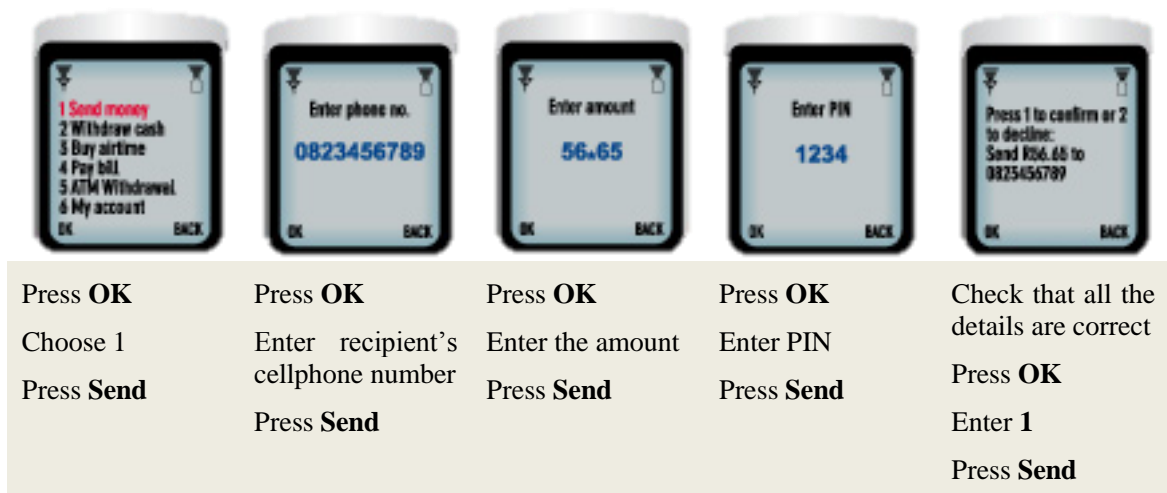 1 Send money
2 Withdraw cash
3 Buy airtime
4 Pay bill
5 ATM Withdrawal
6 My account
OK BACK
Enter phone no.
0823456789
OK BACK
Enter amount
56*65
OK BACK
Enter PIN
1234
OK BACK
Press 1 to confirm or 2
to decline:
Send R56.65 to
0823456789
OK BACK
Press OK
Choose 1
Press Send
Press OK
Enter recipient's
cellphone number
Press Send
Press OK
Enter the amount
Press Send
Press OK
Enter PIN
Press Send
Check that all the
details are correct
Press OK
Enter 1
Press Send